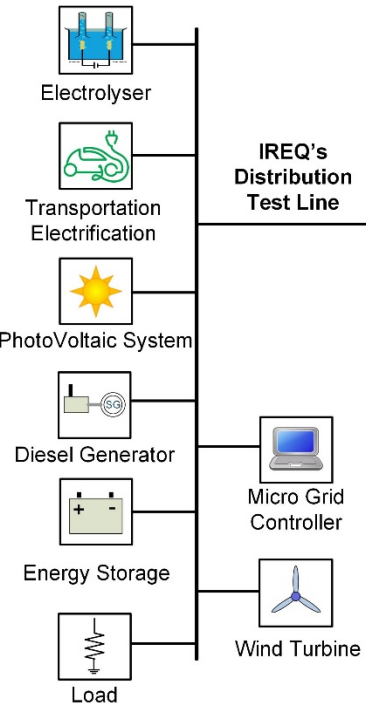 Electrolyser
IREQ's
Distribution
Test Line
Transportation
Electrification
PhotoVoltaic System
SG
Diesel Generator
Micro Grid
Controller
+ -
Energy Storage
Wind Turbine
Load